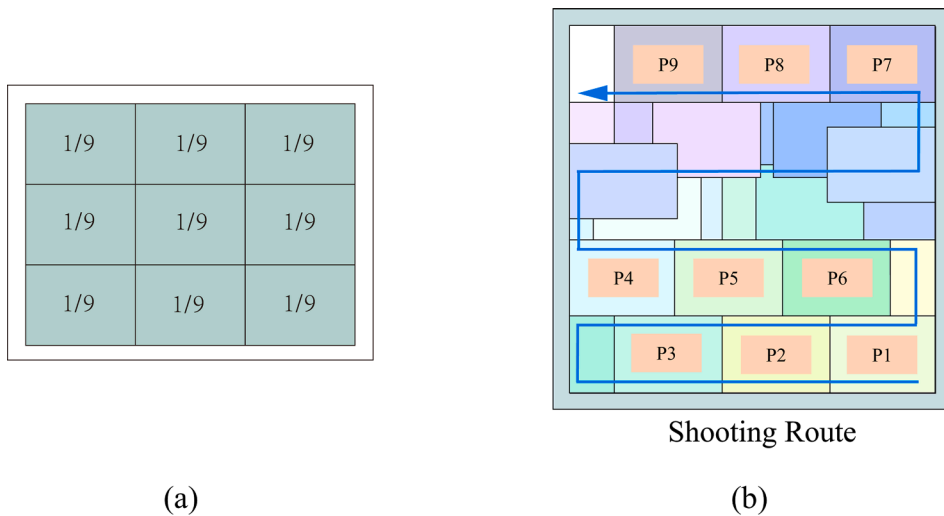 1/9 1/9 1/9
1/9 1/9 1/9
1/9 1/9 1/9
(a)
P9 P8 P7
P4 P5 P6
P3 P2 P1
Shooting Route
(b)